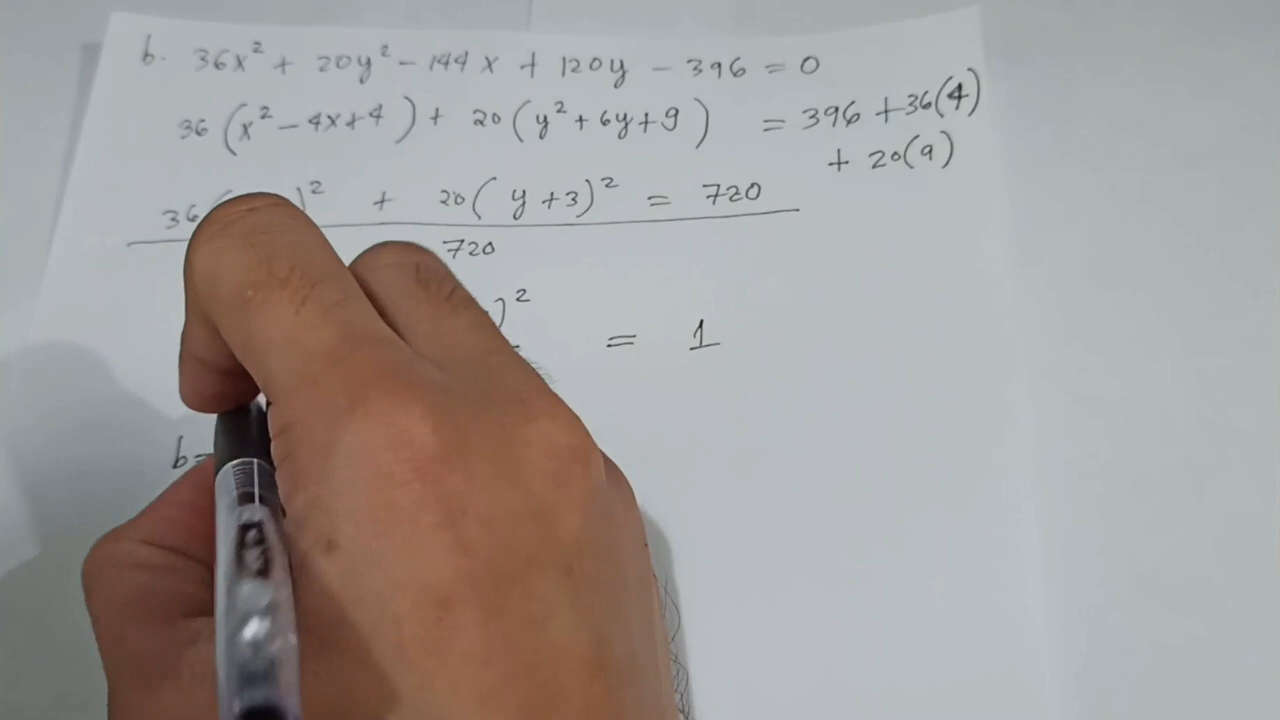 b. 36x² + 20y² - 144x + 120y - 396 = 0
36 (x² - 4x + 4) + 20 (y² + 6y + 9) = 396 + 36(4)
+ 20(9)
36( )² + 20( y + 3)² = 720
720
)² = 1
b=